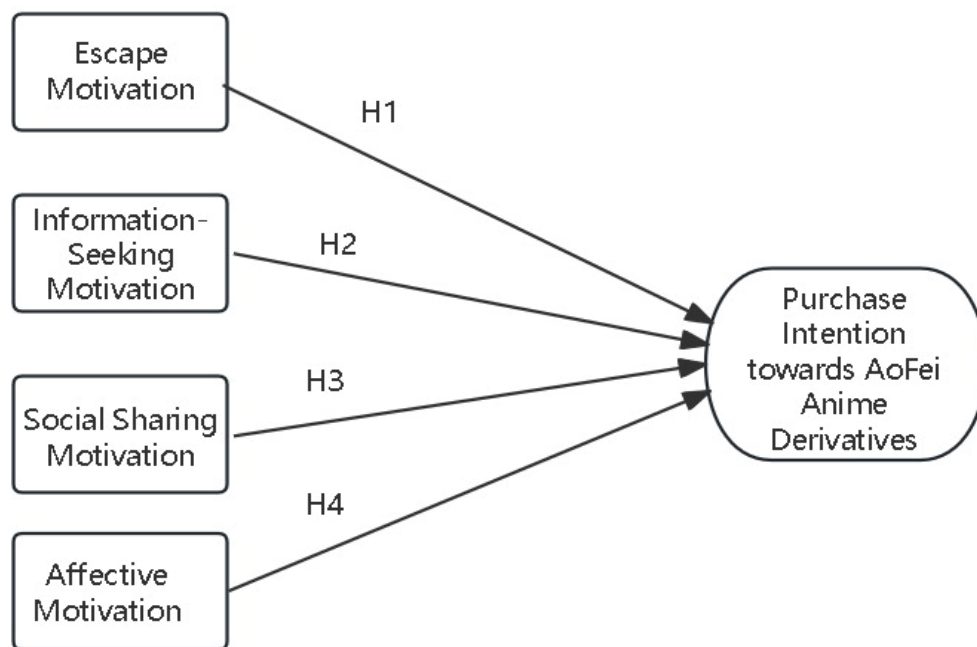 Escape
Motivation
H1
Information-
Seeking
Motivation
H2
Social Sharing
Motivation
H3
Affective
Motivation
H4
Purchase
Intention
towards AoFei
Anime
Derivatives